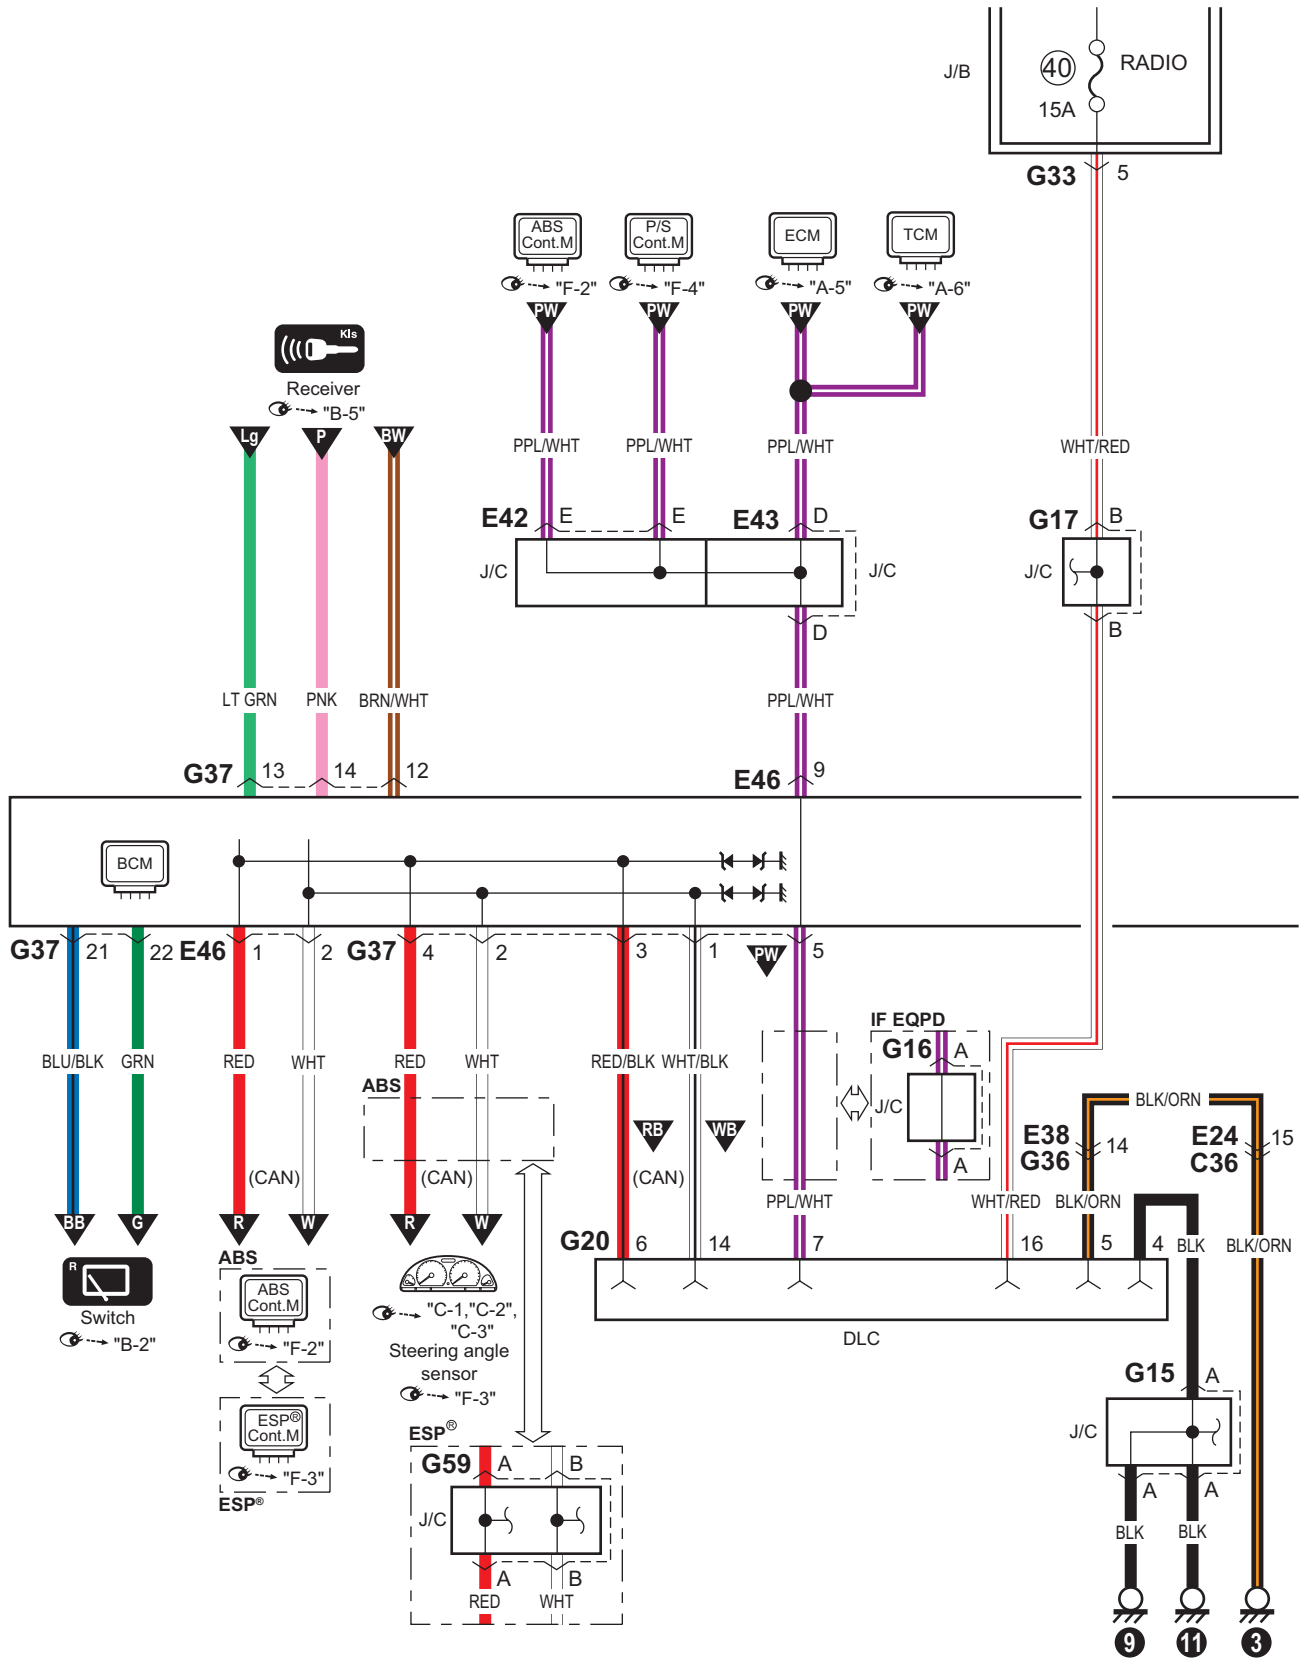 J/B
40
RADIO
15A
G33 5
ABS Cont.M
P/S Cont.M
ECM
TCM
"F-2"
"F-4"
"A-5"
"A-6"
PW PW PW PW
KIs
Receiver
"B-5"
Lg P BW
PPL/WHT PPL/WHT PPL/WHT WHT/RED
E42 E E E43 D G17 B
J/C J/C J/C
D B
LT GRN PNK BRN/WHT PPL/WHT
G37 13 14 12 E46 9
BCM
G37 21 22 E46 1 2 G37 4 2 3 1 PW 5
IF EQPD
G16 A
BLU/BLK GRN RED WHT RED WHT RED/BLK WHT/BLK
ABS
J/C
BLK/ORN
RB WB
E38 14 E24 15
G36 C36
A
(CAN) (CAN) (CAN)
PPL/WHT WHT/RED BLK/ORN
BB G R W R W
G20 6 14 7 16 5 4 BLK BLK/ORN
R
Switch
"B-2"
ABS
ABS Cont.M
"F-2"
ESP® Cont.M
"F-3"
ESP®
"C-1,"C-2",
"C-3"
Steering angle
sensor
"F-3"
DLC
G15 A
J/C
A A
ESP®
G59 A B
J/C
A B
RED WHT
BLK BLK
9 11 3